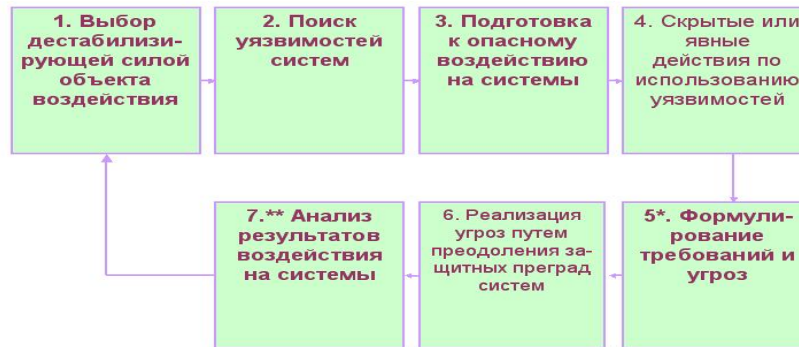 1. Выбор
дестабилизи-
рующей силой
объекта
воздействия
2. Поиск
уязвимостей
систем
3. Подготовка
к опасному
воздействию
на системы
4. Скрытые или
явные
действия по
использованию
уязвимостей
5*. Формули-
рование
требований и
угроз
6. Реализация
угроз путем
преодоления за-
щитных преград
систем
7.** Анализ
результатов
воздействия
на системы